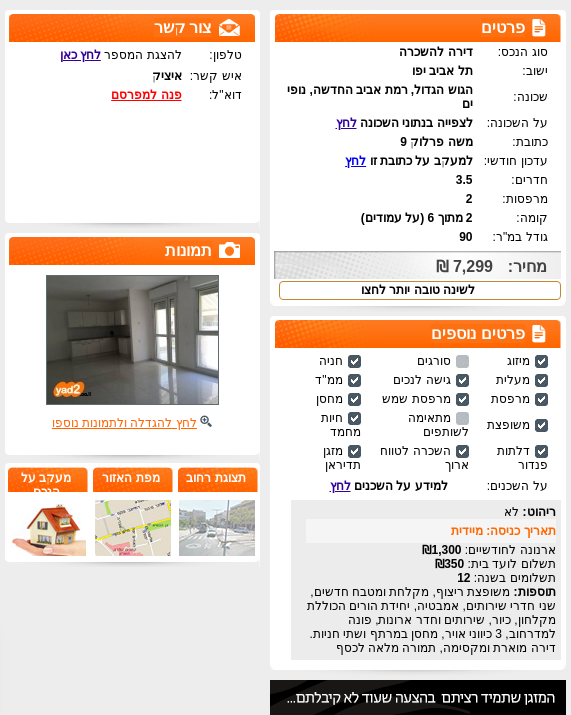 פרטים
סוג הנכס: דירה להשכרה
ישוב: תל אביב יפו
שכונה: הגוש הגדול, רמת אביב החדשה, נופי ים
על השכונה: לצפייה בנתוני השכונה לחץ
כתובת: משה פרלוק 9
עדכון חודשי: למעקב על כתובת זו לחץ
חדרים: 3.5
מרפסות: 2
קומה: 2 מתוך 6 (על עמודים)
גודל במ"ר: 90
מחיר: 7,299 ₪
לשינה טובה יותר לחצו
פרטים נוספים
מיזוג סורגים חניה
מעלית גישה לנכים ממ"ד
מרפסת מרפסת שמש מחסן
משופצת מתאימה לשותפים חיות מחמד
דלתות פנדור השכרה לטווח ארוך מזגן תדיראן
על השכנים: למידע על השכנים לחץ
ריהוט: לא
תאריך כניסה: מיידית
ארנונה לחודשיים: 1,300₪
תשלום לועד בית: 350₪
תשלומים בשנה: 12
תוספות: משופצת ריצוף, מקלחת ומטבח חדשים,
שני חדרי שירותים, אמבטיה, יחידת הורים הכוללת
מקלחון, כיור, שירותים וחדר ארונות, פונה
למדרחוב, 3 כיווני אויר, מחסן במרתף ושתי חניות.
דירה מוארת ומקסימה, תמורה מלאה לכסף
המזגן שתמיד רציתם בהצעה שעוד לא קיבלתם...
צור קשר
טלפון: להצגת המספר לחץ כאן
איש קשר: איציק
דוא"ל: פנה למפרסם
תמונות
yad2
לחץ להגדלה ולתמונות נוספו
תצוגת רחוב
מפת האזור
מעקב על הנכס